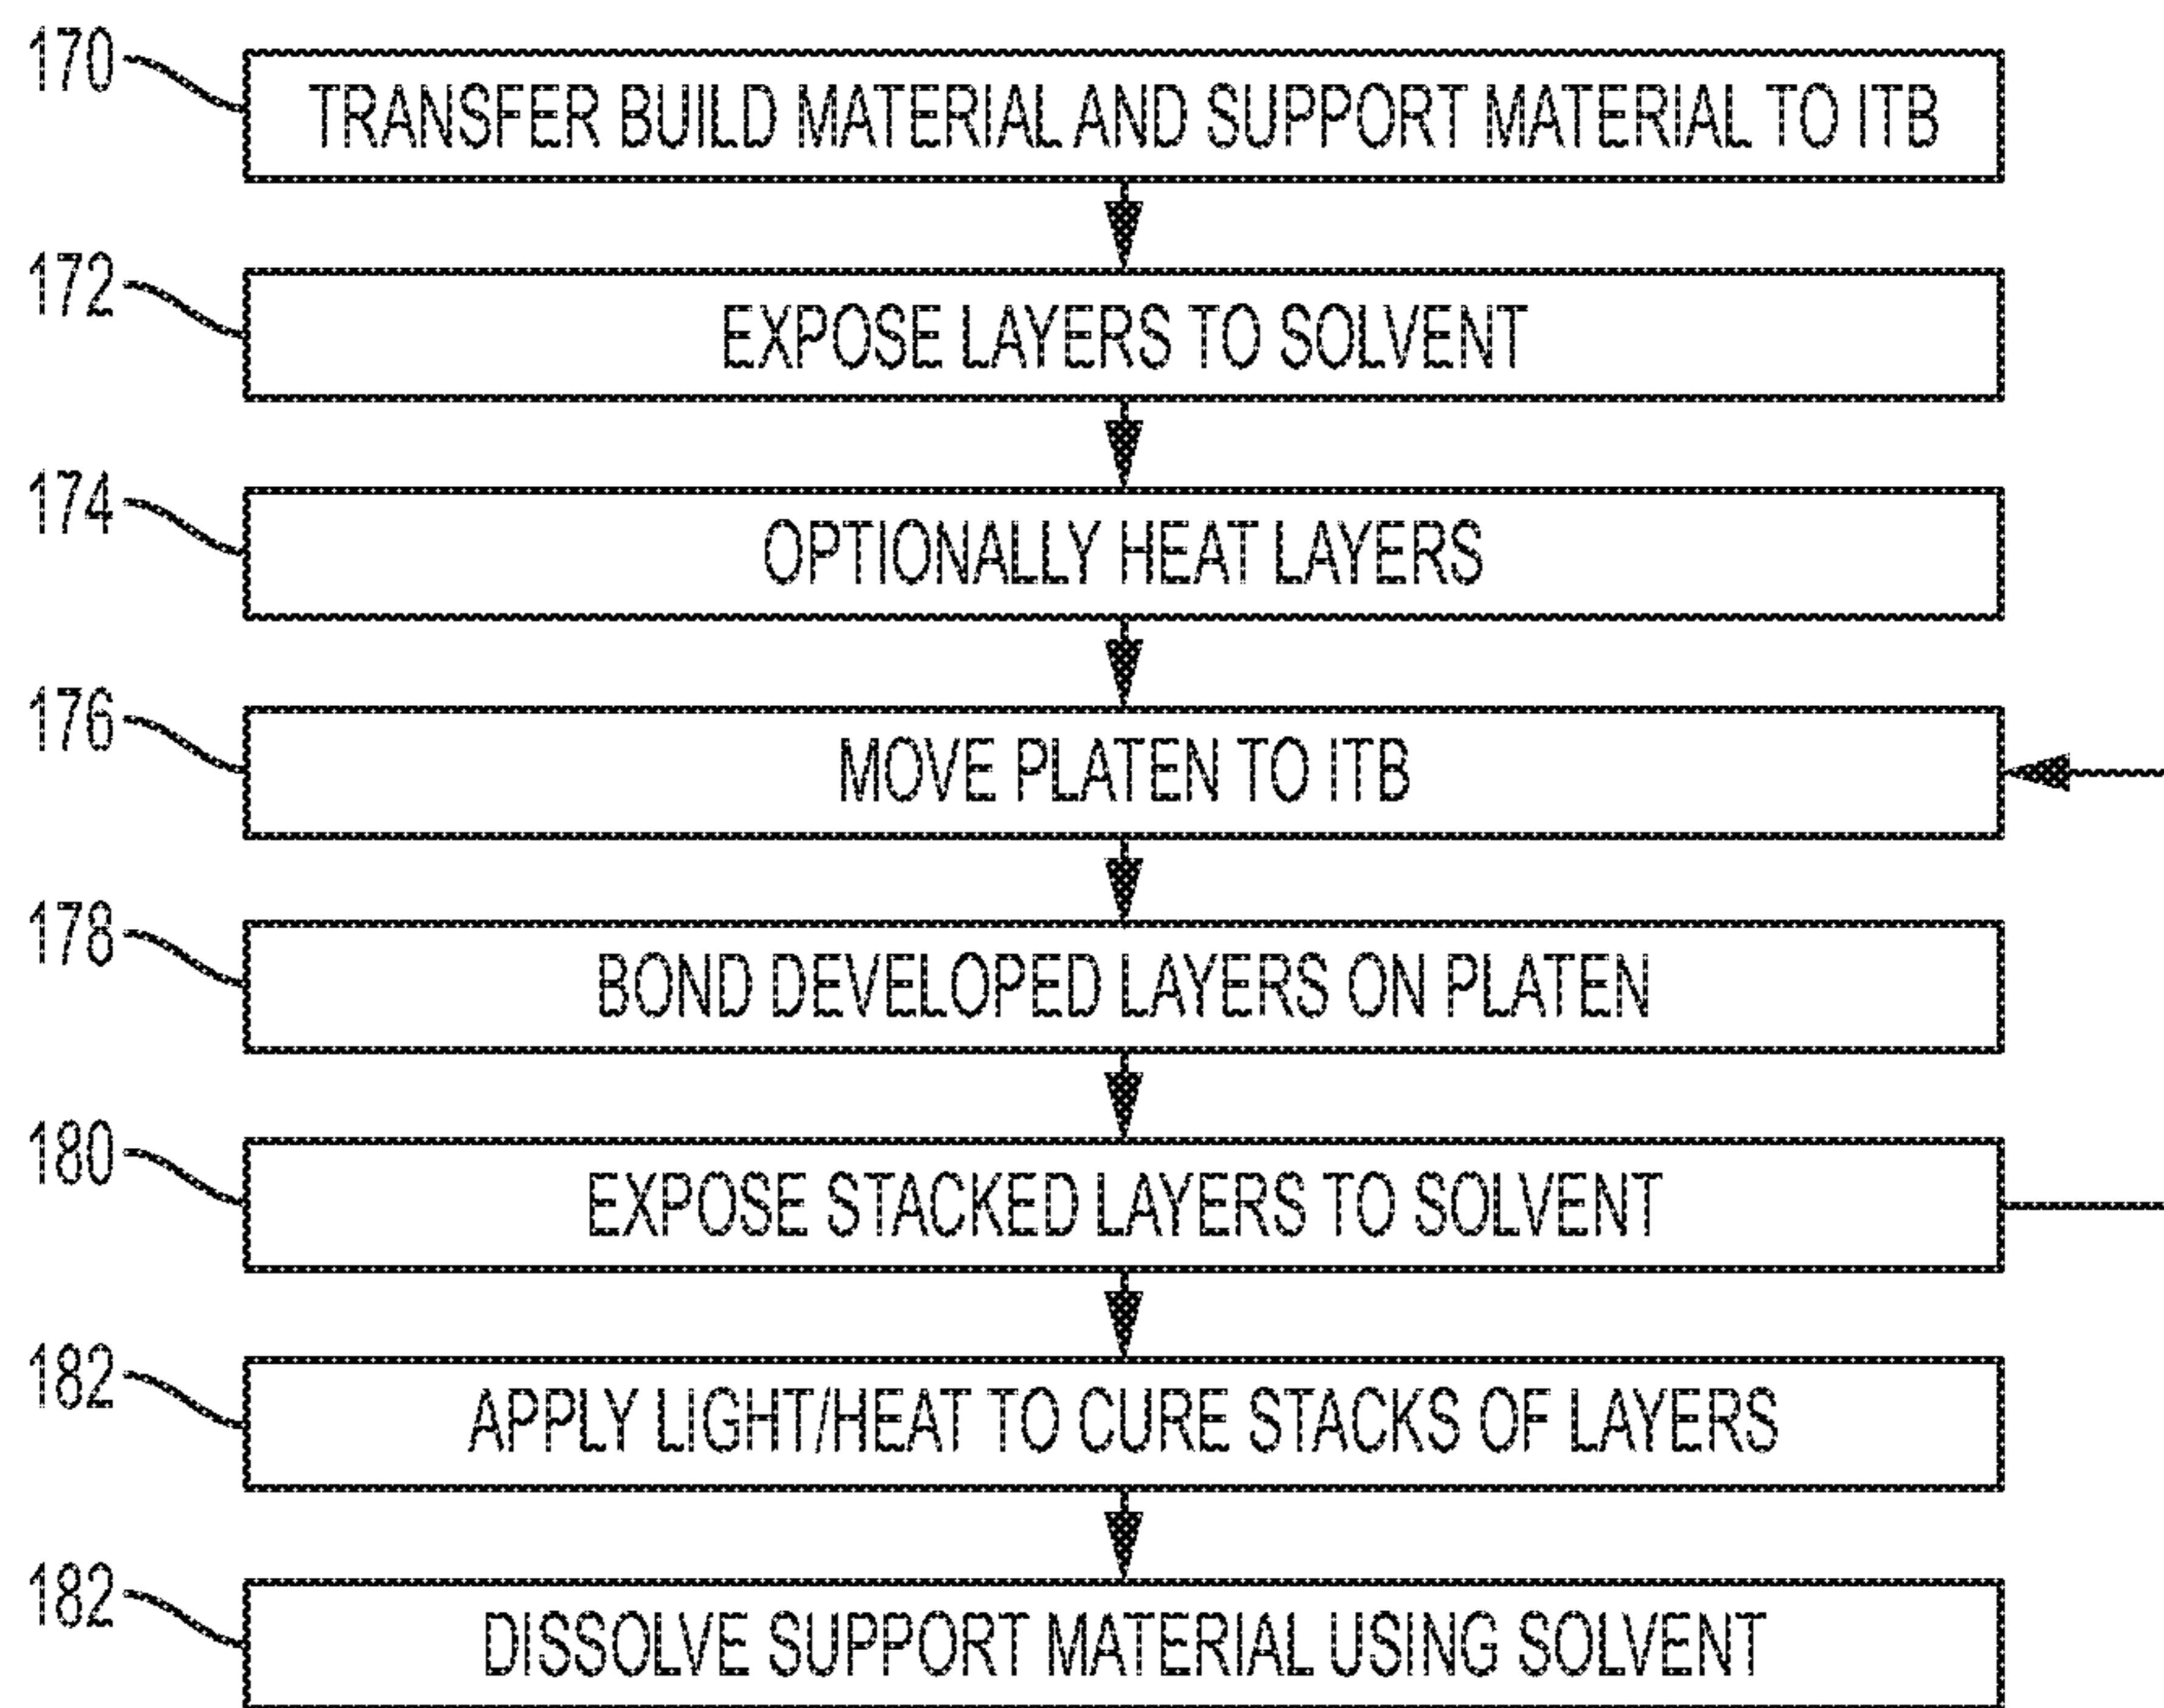 170 TRANSFER BUILD MATERIAL AND SUPPORT MATERIAL TO ITB
172 EXPOSE LAYERS TO SOLVENT
174 OPTIONALLY HEAT LAYERS
176 MOVE PLATEN TO ITB
178 BOND DEVELOPED LAYERS ON PLATEN
180 EXPOSE STACKED LAYERS TO SOLVENT
182 APPLY LIGHT/HEAT TO CURE STACKS OF LAYERS
182 DISSOLVE SUPPORT MATERIAL USING SOLVENT